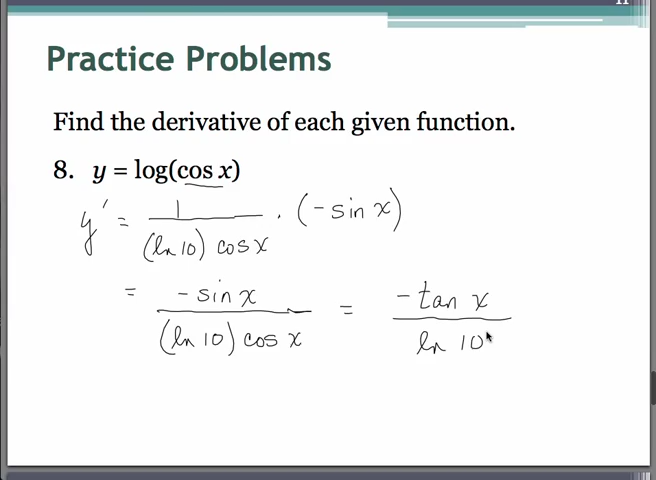 Practice Problems
Find the derivative of each given function.
8. y = log(cos x)
y' = 1 / (ln 10) cos x · (- sin x)
= - sin x / (ln 10) cos x = - tan x / ln 10